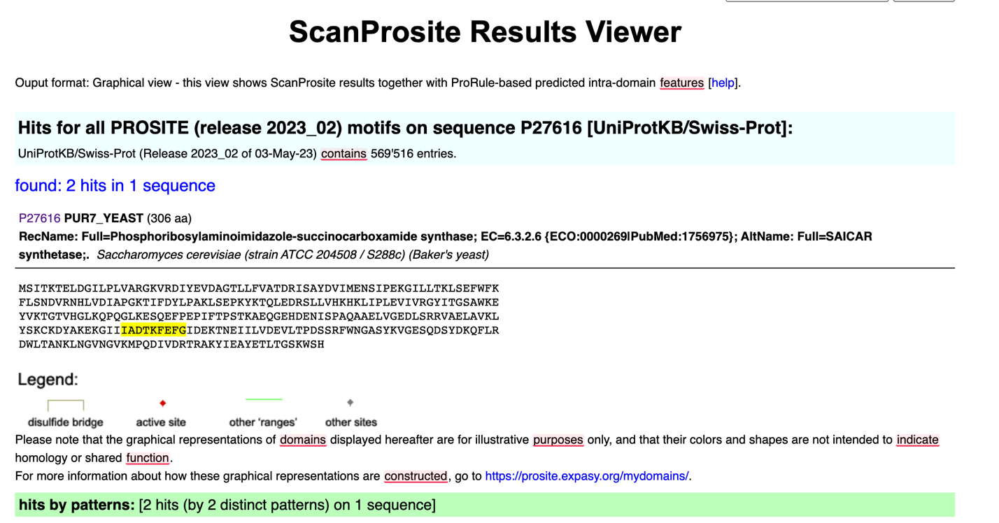 ScanProsite Results Viewer
Ouput format: Graphical view - this view shows ScanProsite results together with ProRule-based predicted intra-domain features [help].
Hits for all PROSITE (release 2023_02) motifs on sequence P27616 [UniProtKB/Swiss-Prot]:
UniProtKB/Swiss-Prot (Release 2023_02 of 03-May-23) contains 569'516 entries.
found: 2 hits in 1 sequence
P27616 PUR7_YEAST (306 aa)
RecName: Full=Phosphoribosylaminoimidazole-succinocarboxamide synthase; EC=6.3.2.6 {ECO:0000269|PubMed:1756975}; AltName: Full=SAICAR
synthetase;. Saccharomyces cerevisiae (strain ATCC 204508 / S288c) (Baker's yeast)
MSITKTELDGILPLVARGKVRDIYEVDAGTLLFVATDRISAYDVIMENSIPEKGILLTKLSEFWFK
FLSNDVRNHLVDIAPGKTIFDYLPAKLSEPKYKTQLEDRSLLVHKHKLIPLEVIVRGYITGSAWKE
YVKTGTVHGLKQPQGLKESQEFPEPIFTPSTKAEQGEHDENISPAQAAELVGEDLSRRVAELAVKL
YSKCKDYAKEKGIIIADTKFEFGIDEKTNEIILVDEVLTPDSSRFWNGASYKVGESQDSYDKQFLR
DWLTANKLNGVNGVKMPQDIVDRTRAKYIEAYETLTGSKWSH
Legend:
disulfide bridge active site other 'ranges' other sites
Please note that the graphical representations of domains displayed hereafter are for illustrative purposes only, and that their colors and shapes are not intended to indicate
homology or shared function.
For more information about how these graphical representations are constructed, go to https://prosite.expasy.org/mydomains/.
hits by patterns: [2 hits (by 2 distinct patterns) on 1 sequence]